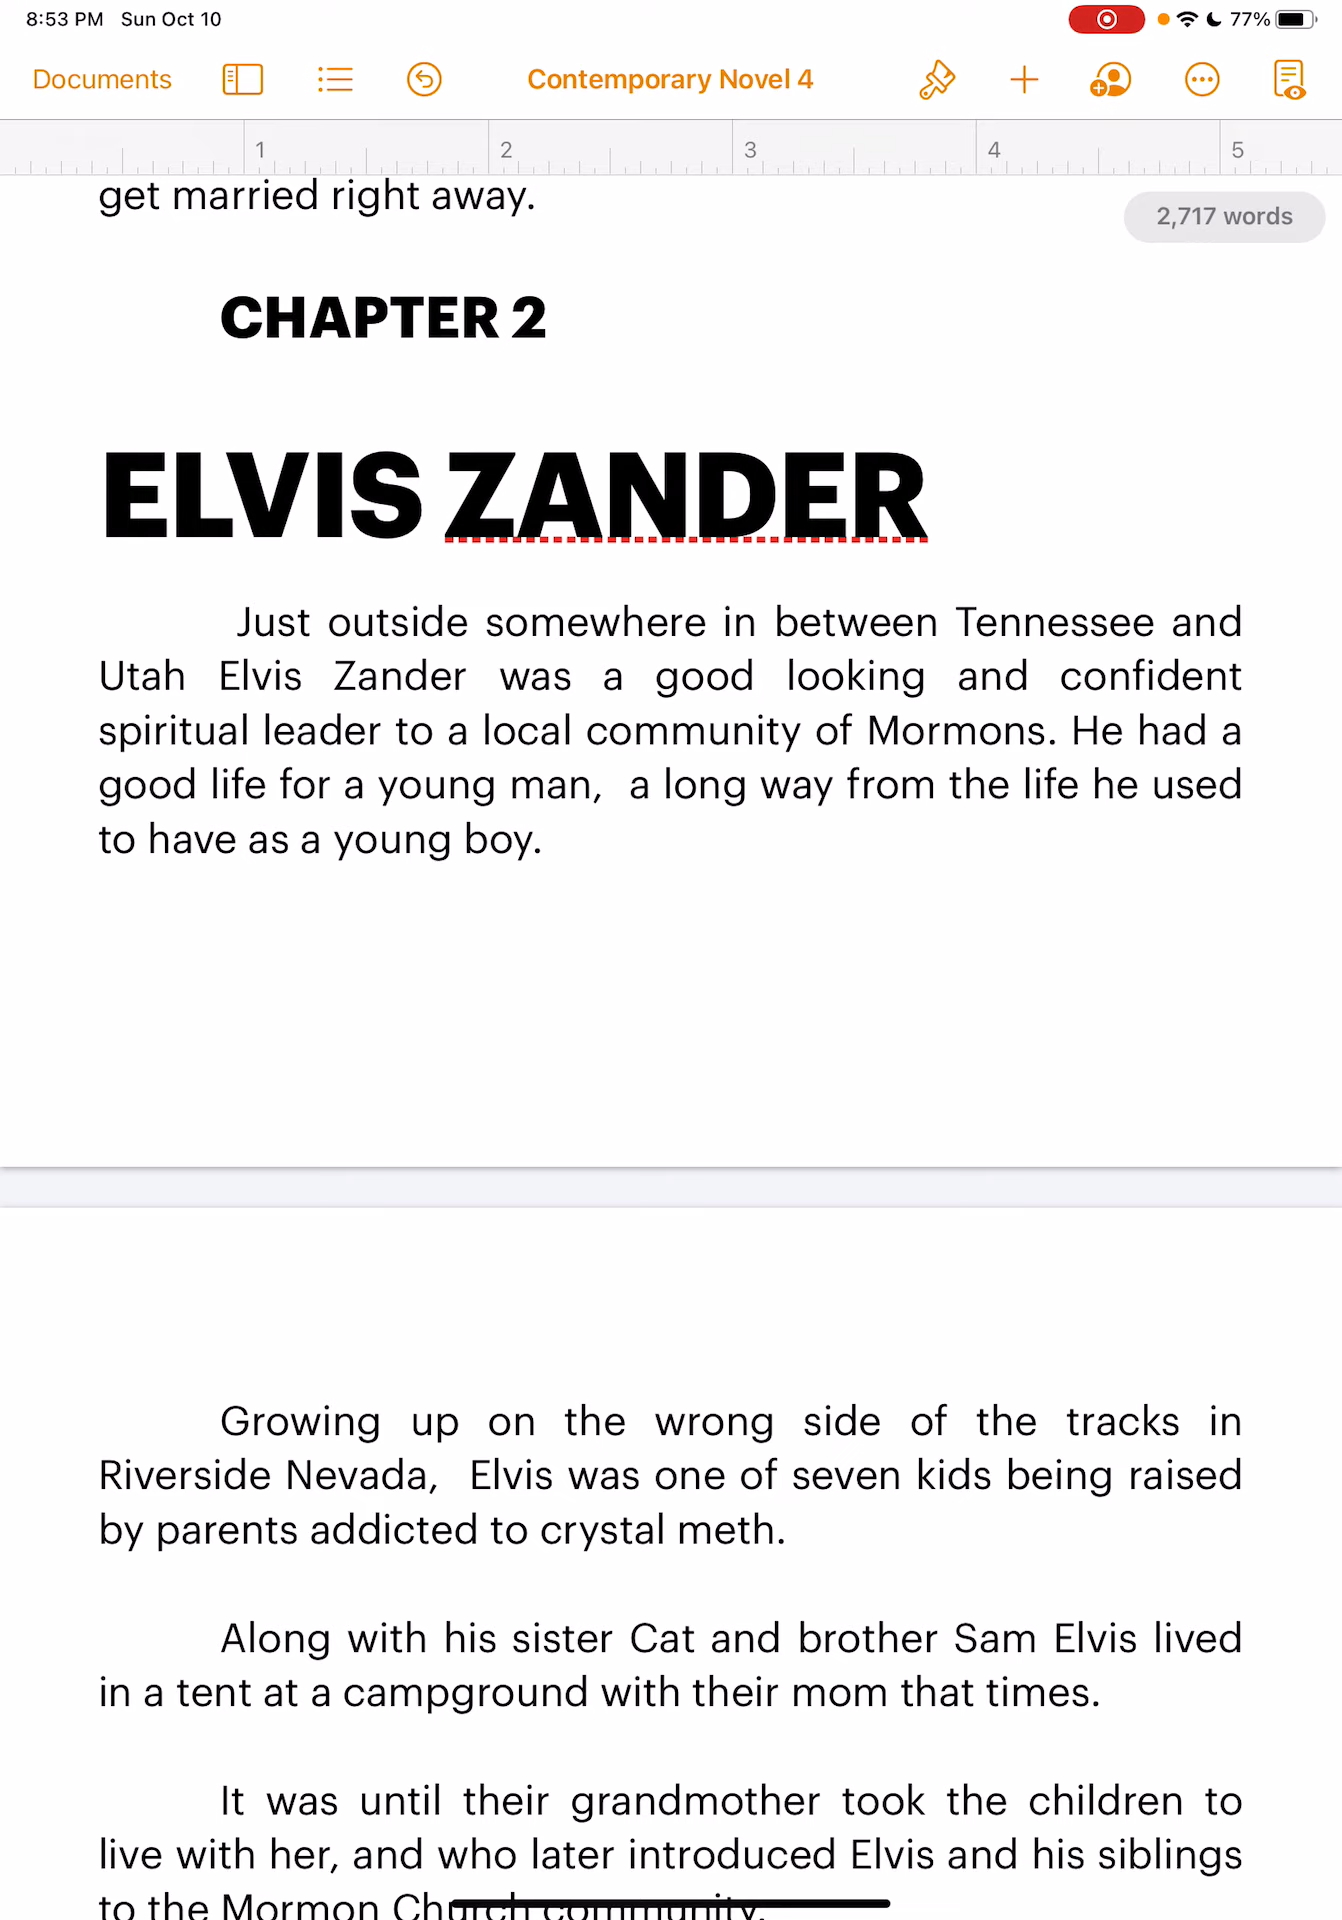 8:53 PM Sun Oct 10 77%
Documents Contemporary Novel 4
1 2 3 4 5
get married right away.
2,717 words
CHAPTER 2
ELVIS ZANDER
Just outside somewhere in between Tennessee and
Utah Elvis Zander was a good looking and confident
spiritual leader to a local community of Mormons. He had a
good life for a young man, a long way from the life he used
to have as a young boy.
Growing up on the wrong side of the tracks in
Riverside Nevada, Elvis was one of seven kids being raised
by parents addicted to crystal meth.
Along with his sister Cat and brother Sam Elvis lived
in a tent at a campground with their mom that times.
It was until their grandmother took the children to
live with her, and who later introduced Elvis and his siblings
to the Mormon Church community.